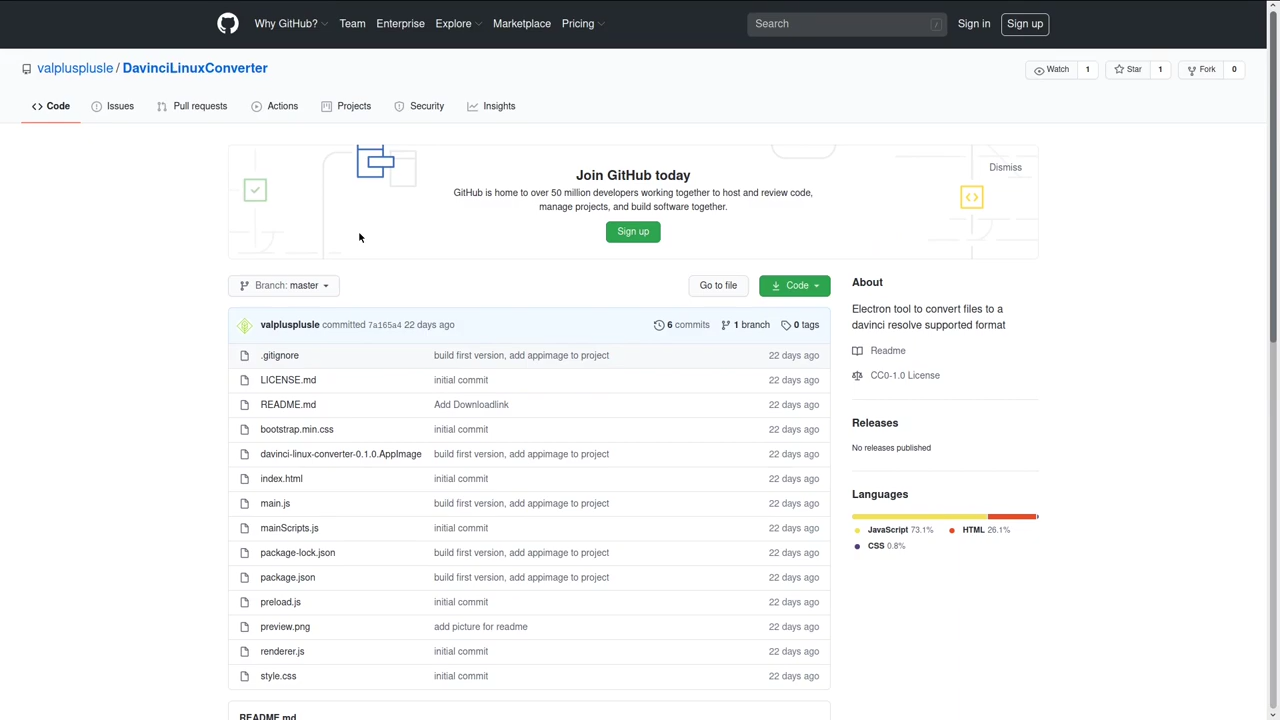 Why GitHub? Team Enterprise Explore Marketplace Pricing Search / Sign in Sign up
valplusplusle / DavinciLinuxConverter Watch 1 Star 1 Fork 0
Code Issues Pull requests Actions Projects Security Insights
Dismiss
Join GitHub today
GitHub is home to over 50 million developers working together to host and review code,
manage projects, and build software together.
Sign up
Branch: master Go to file Code
valplusplusle committed 7a165a4 22 days ago 6 commits 1 branch 0 tags
.gitignore build first version, add appimage to project 22 days ago
LICENSE.md initial commit 22 days ago
README.md Add Downloadlink 22 days ago
bootstrap.min.css initial commit 22 days ago
davinci-linux-converter-0.1.0.AppImage build first version, add appimage to project 22 days ago
index.html initial commit 22 days ago
main.js build first version, add appimage to project 22 days ago
mainScripts.js initial commit 22 days ago
package-lock.json build first version, add appimage to project 22 days ago
package.json build first version, add appimage to project 22 days ago
preload.js initial commit 22 days ago
preview.png add picture for readme 22 days ago
renderer.js initial commit 22 days ago
style.css initial commit 22 days ago
README.md
About
Electron tool to convert files to a
davinci resolve supported format
Readme
CC0-1.0 License
Releases
No releases published
Languages
JavaScript 73.1% HTML 26.1%
CSS 0.8%